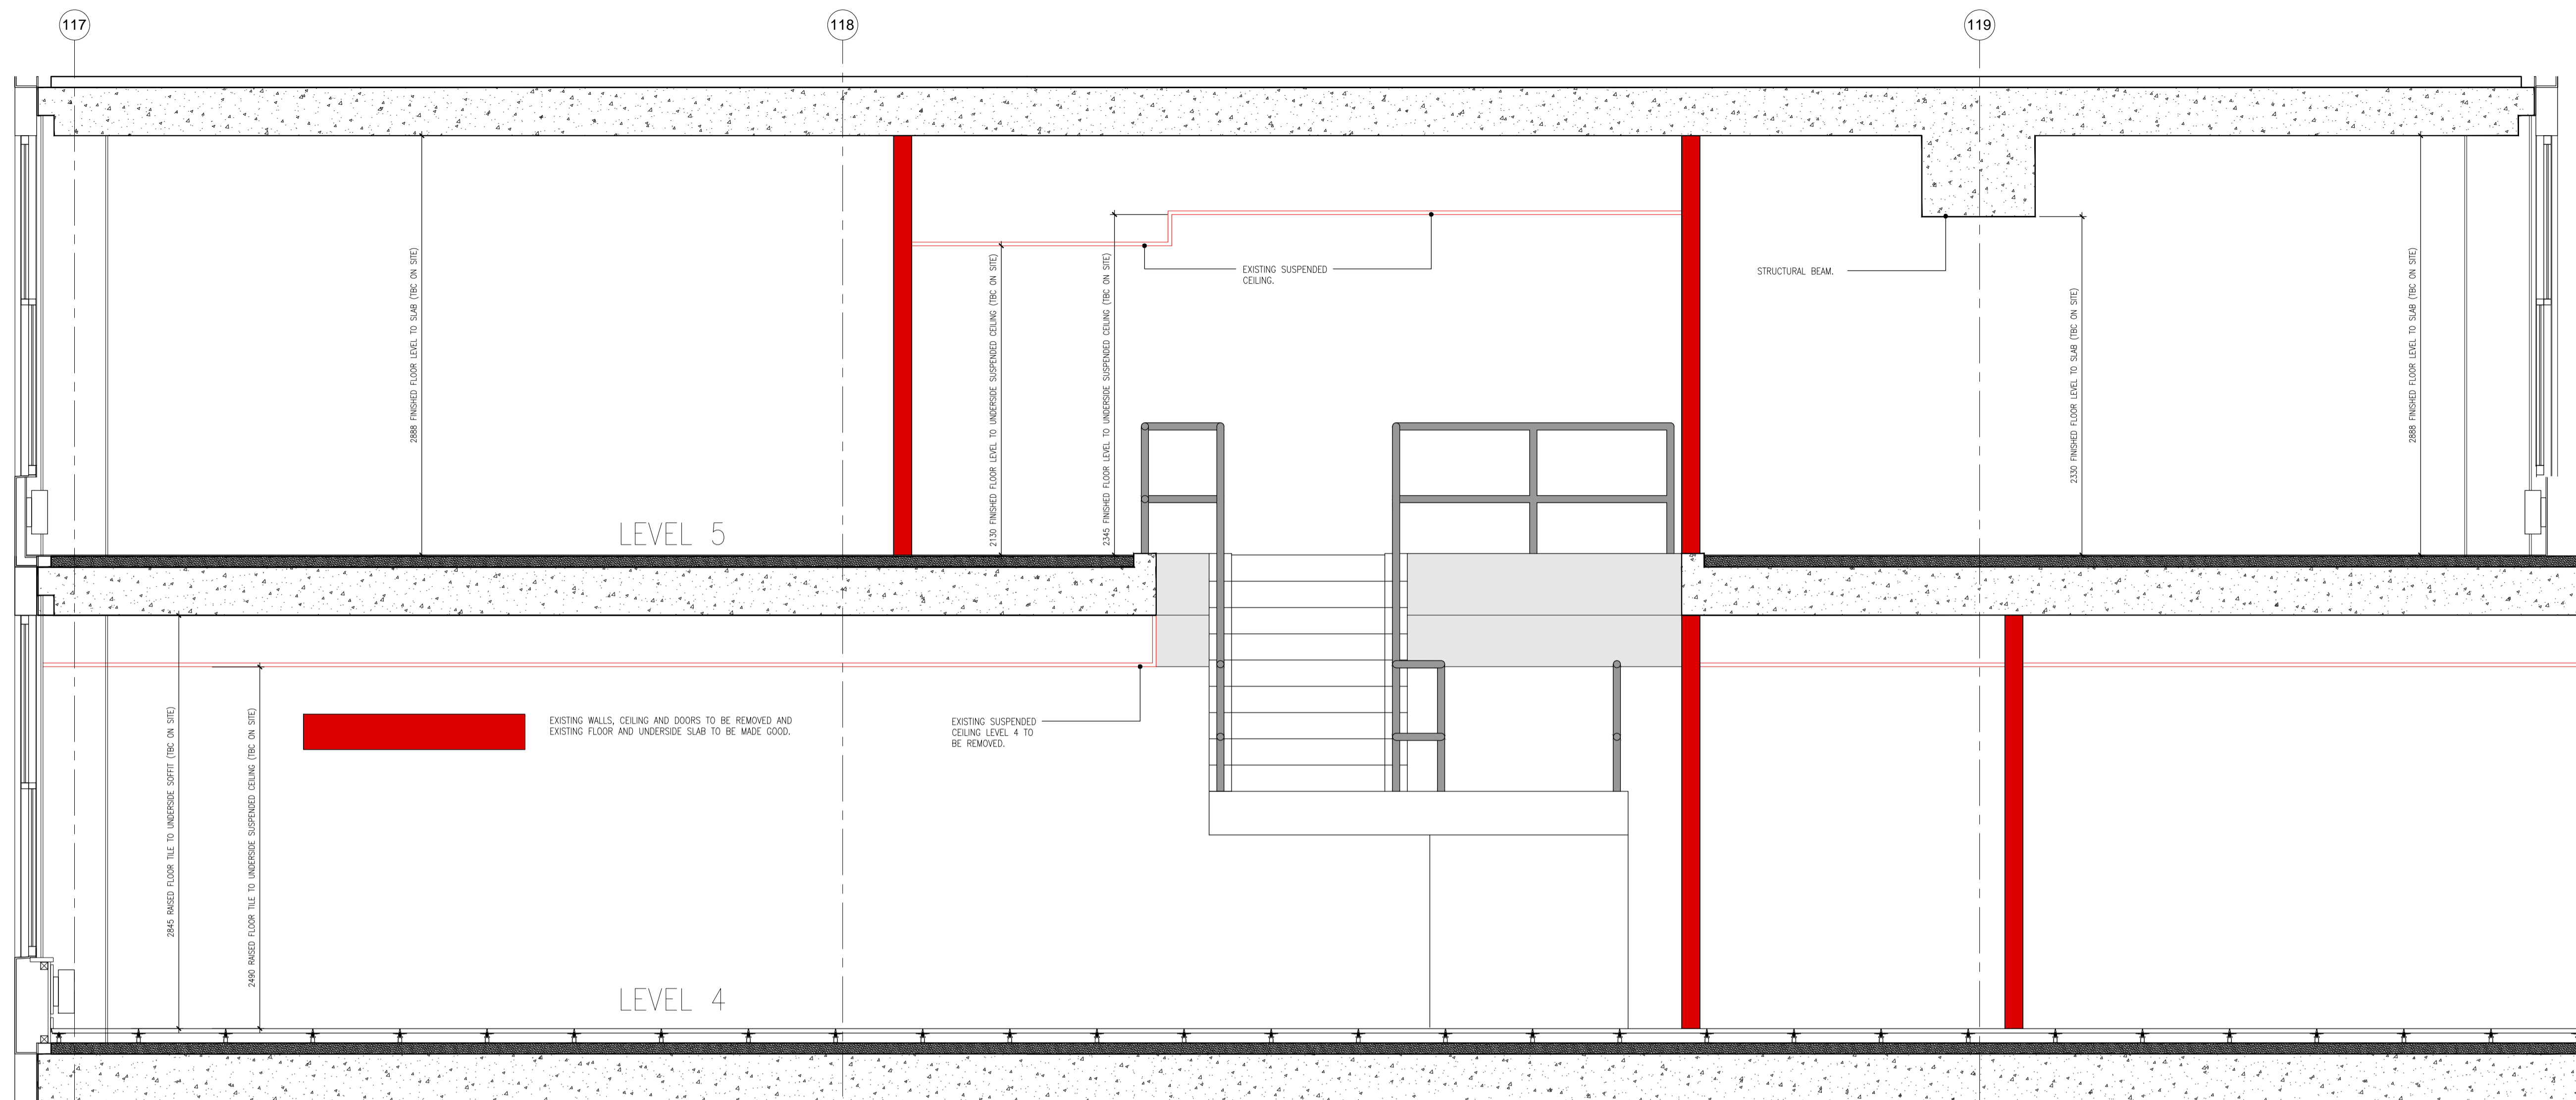 117
118
119
2888 FINISHED FLOOR LEVEL TO SLAB (TBC ON SITE)
2130 FINISHED FLOOR LEVEL TO UNDERSIDE SUSPENDED CEILING (TBC ON SITE)
2345 FINISHED FLOOR LEVEL TO UNDERSIDE SUSPENDED CEILING (TBC ON SITE)
EXISTING SUSPENDED
CEILING.
STRUCTURAL BEAM.
2330 FINISHED FLOOR LEVEL TO SLAB (TBC ON SITE)
2888 FINISHED FLOOR LEVEL TO SLAB (TBC ON SITE)
LEVEL 5
2845 RAISED FLOOR TILE TO UNDERSIDE SOFFIT (TBC ON SITE)
2490 RAISED FLOOR TILE TO UNDERSIDE SUSPENDED CEILING (TBC ON SITE)
EXISTING WALLS, CEILING AND DOORS TO BE REMOVED AND
EXISTING FLOOR AND UNDERSIDE SLAB TO BE MADE GOOD.
EXISTING SUSPENDED
CEILING LEVEL 4 TO
BE REMOVED.
LEVEL 4